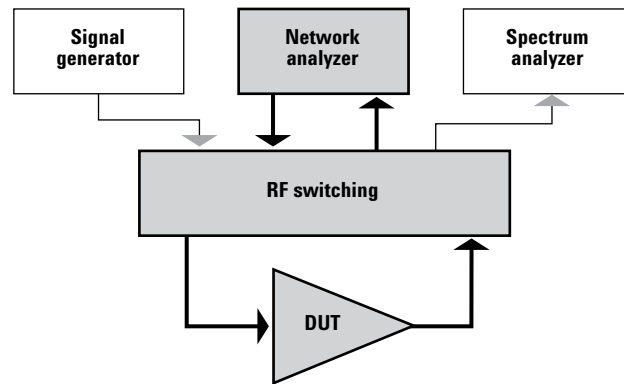 Signal
generator
Network
analyzer
Spectrum
analyzer
RF switching
DUT